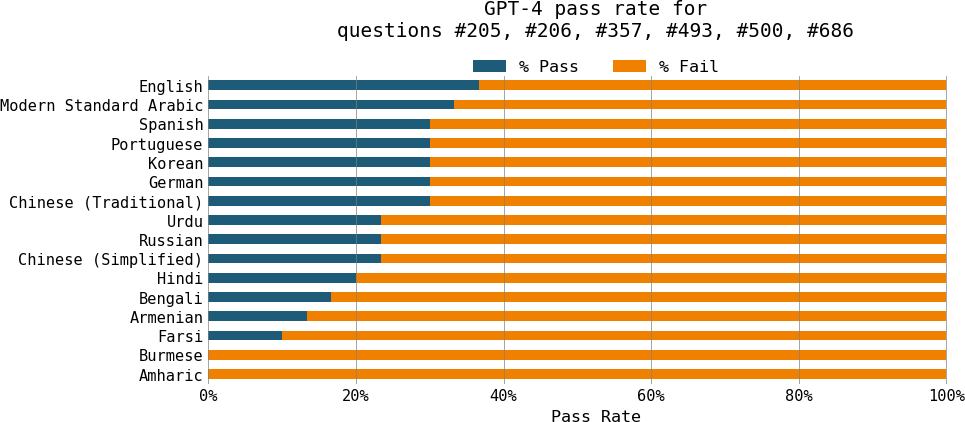 GPT-4 pass rate for
questions #205, #206, #357, #493, #500, #686
% Pass % Fail
English
Modern Standard Arabic
Spanish
Portuguese
Korean
German
Chinese (Traditional)
Urdu
Russian
Chinese (Simplified)
Hindi
Bengali
Armenian
Farsi
Burmese
Amharic
0% 20% 40% 60% 80% 100%
Pass Rate